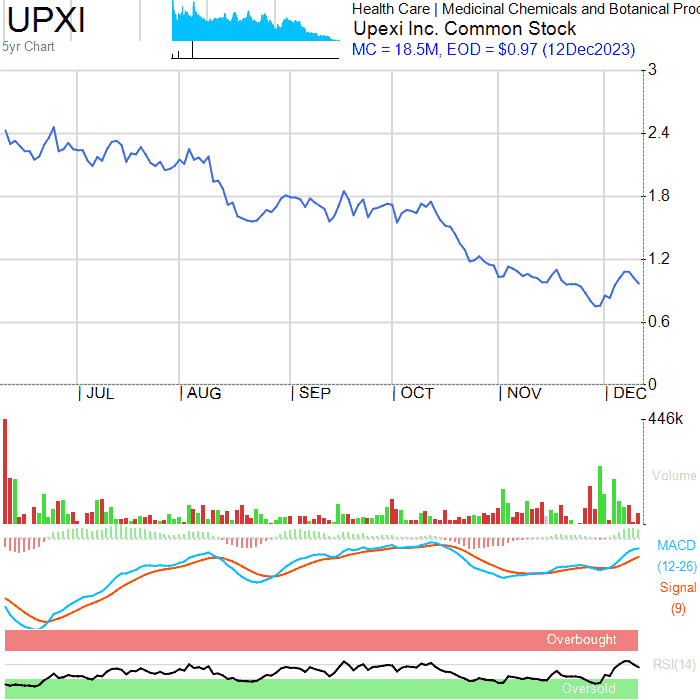 UPXI
5yr Chart
Health Care | Medicinal Chemicals and Botanical Proc
Upexi Inc. Common Stock
MC = 18.5M, EOD = $0.97 (12Dec2023)
3
2.4
1.8
1.2
0.6
0
| JUL | AUG | SEP | OCT | NOV | DEC
446k
Volume
MACD
(12-26)
Signal
(9)
Overbought
RSI(14)
Oversold